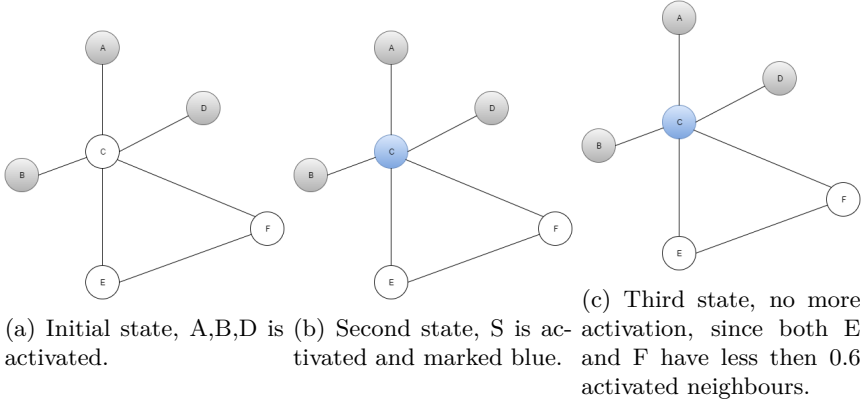 A
D
C
B
F
E
(a) Initial state, A,B,D is
activated.
A
D
C
B
F
E
(b) Second state, S is ac-
tivated and marked blue.
A
D
C
B
F
E
(c) Third state, no more
activation, since both E
and F have less then 0.6
activated neighbours.